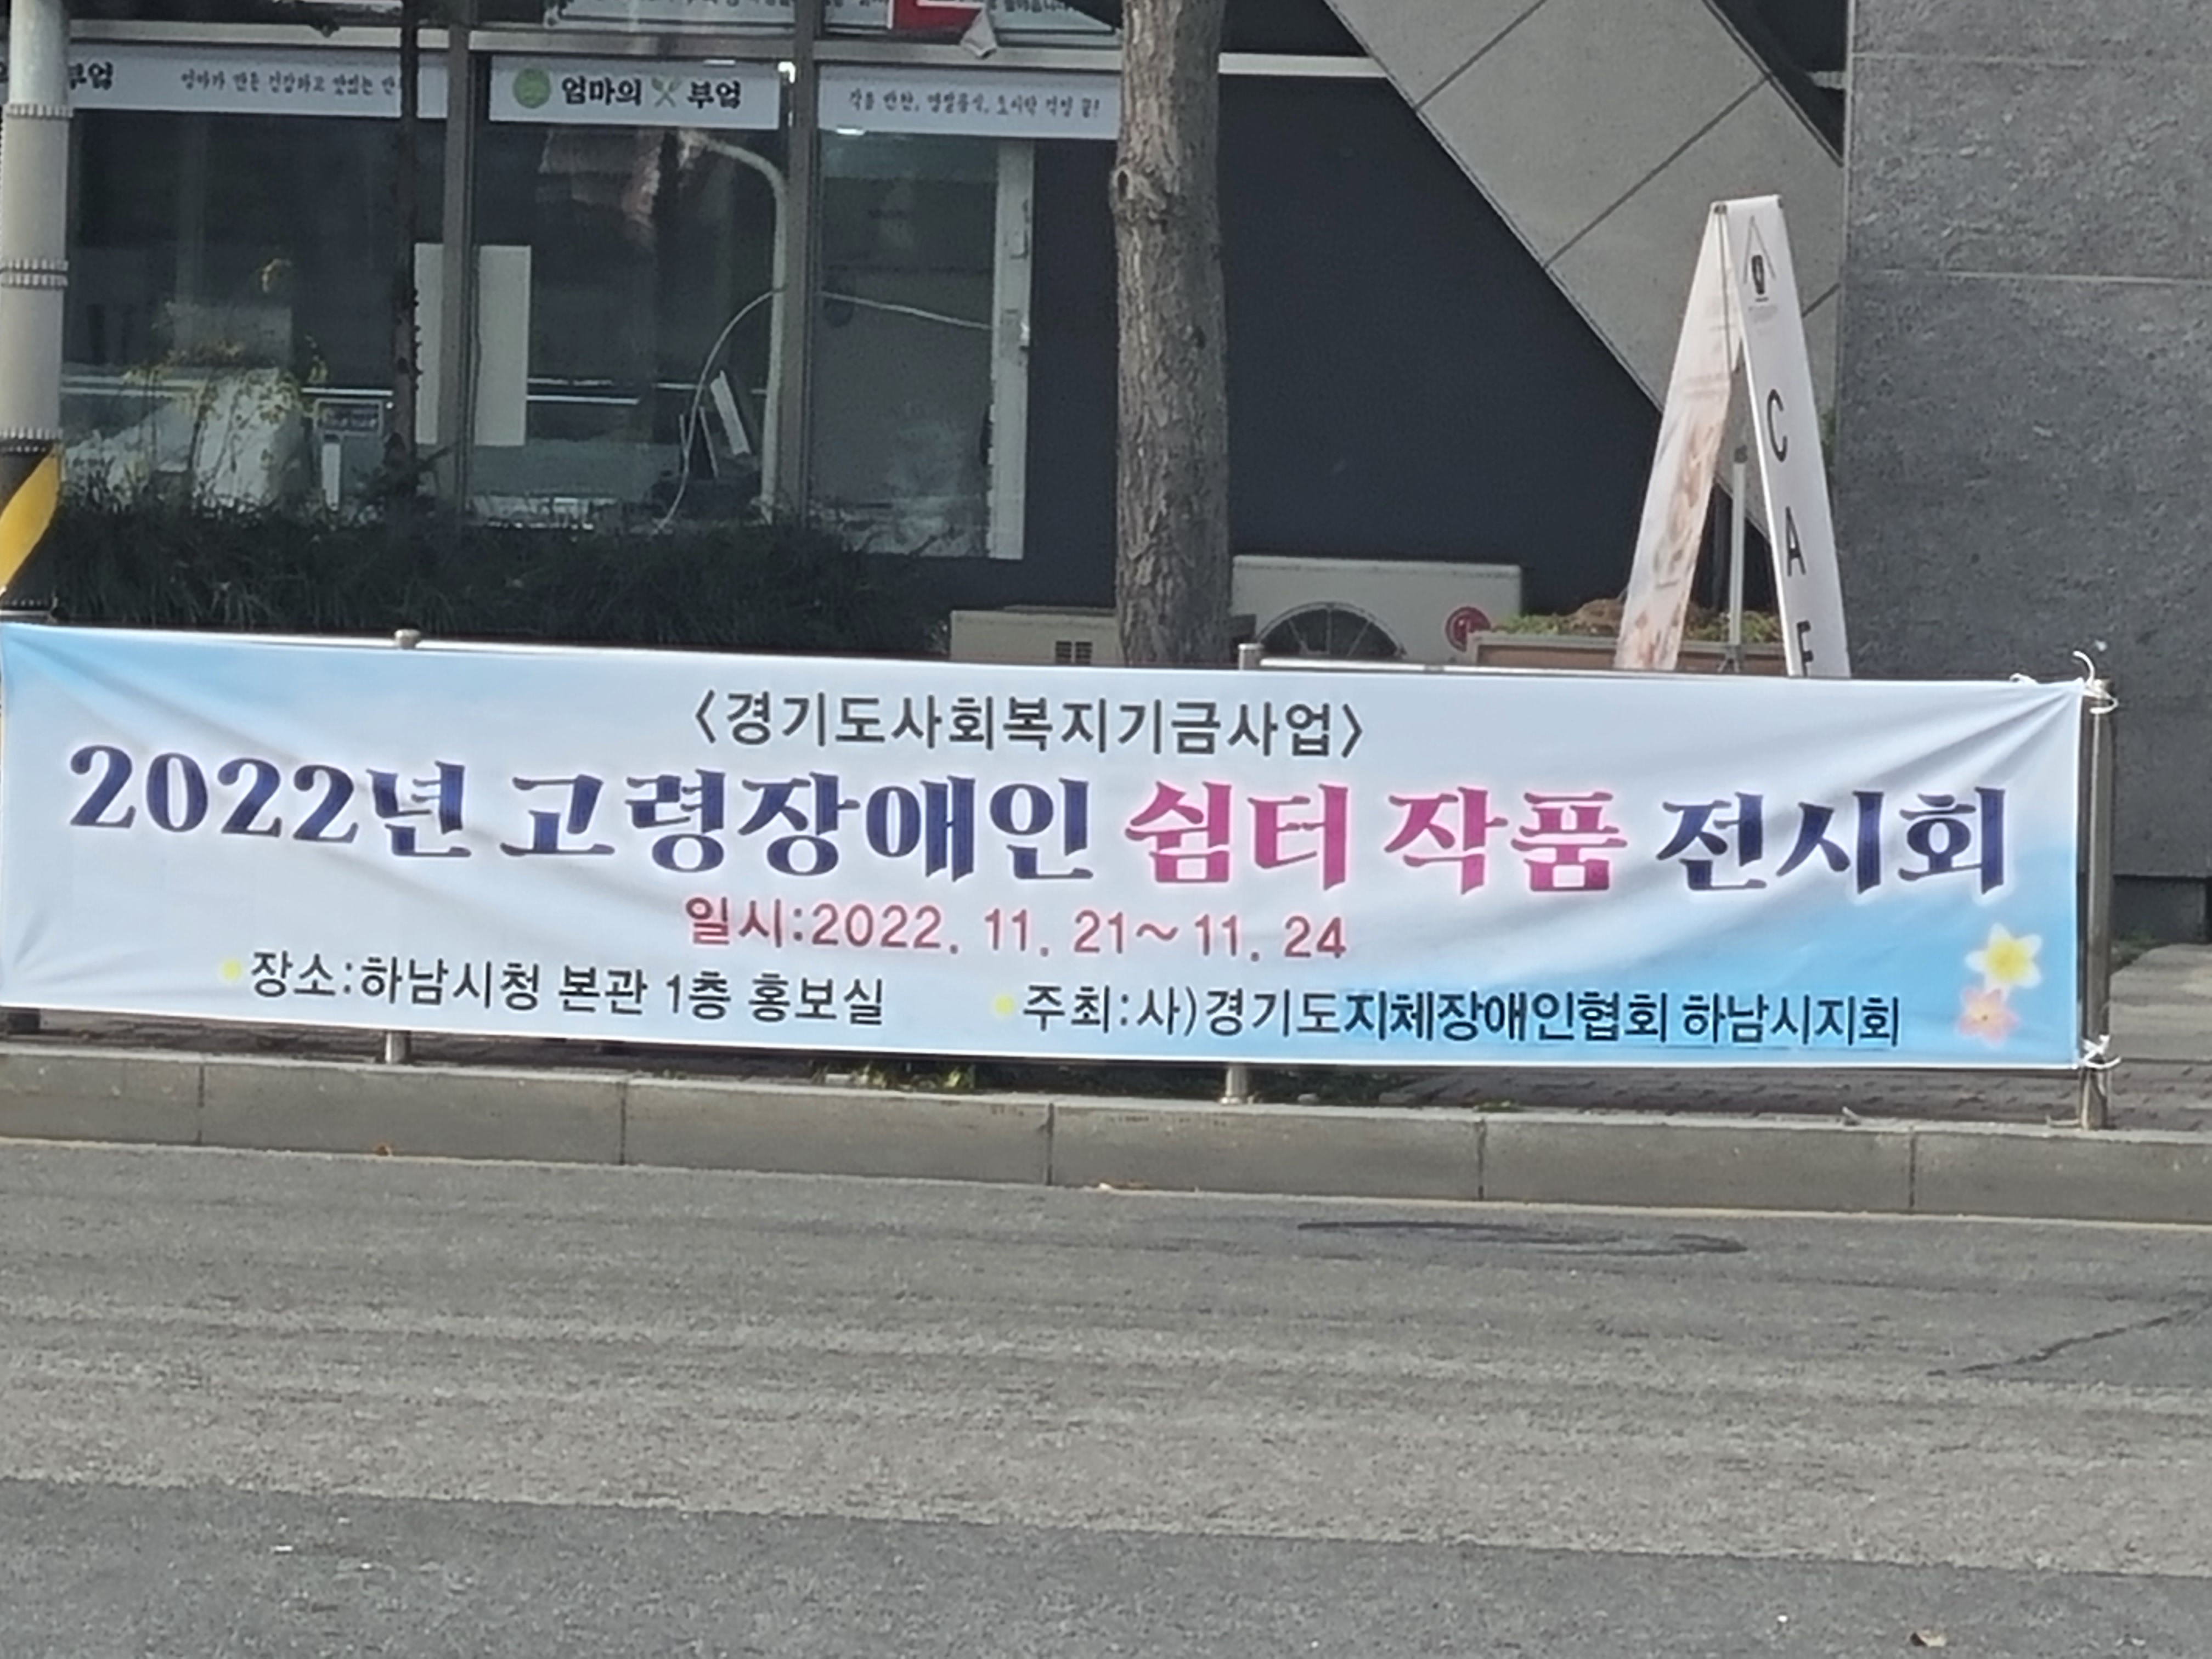 부업
엄마의 부업
<경기도사회복지기금사업>
2022년 고령장애인 쉼터 작품 전시회
일시:2022. 11. 21~11. 24
장소:하남시청 본관 1층 홍보실
주최:사)경기도지체장애인협회 하남시지회
C
A
F